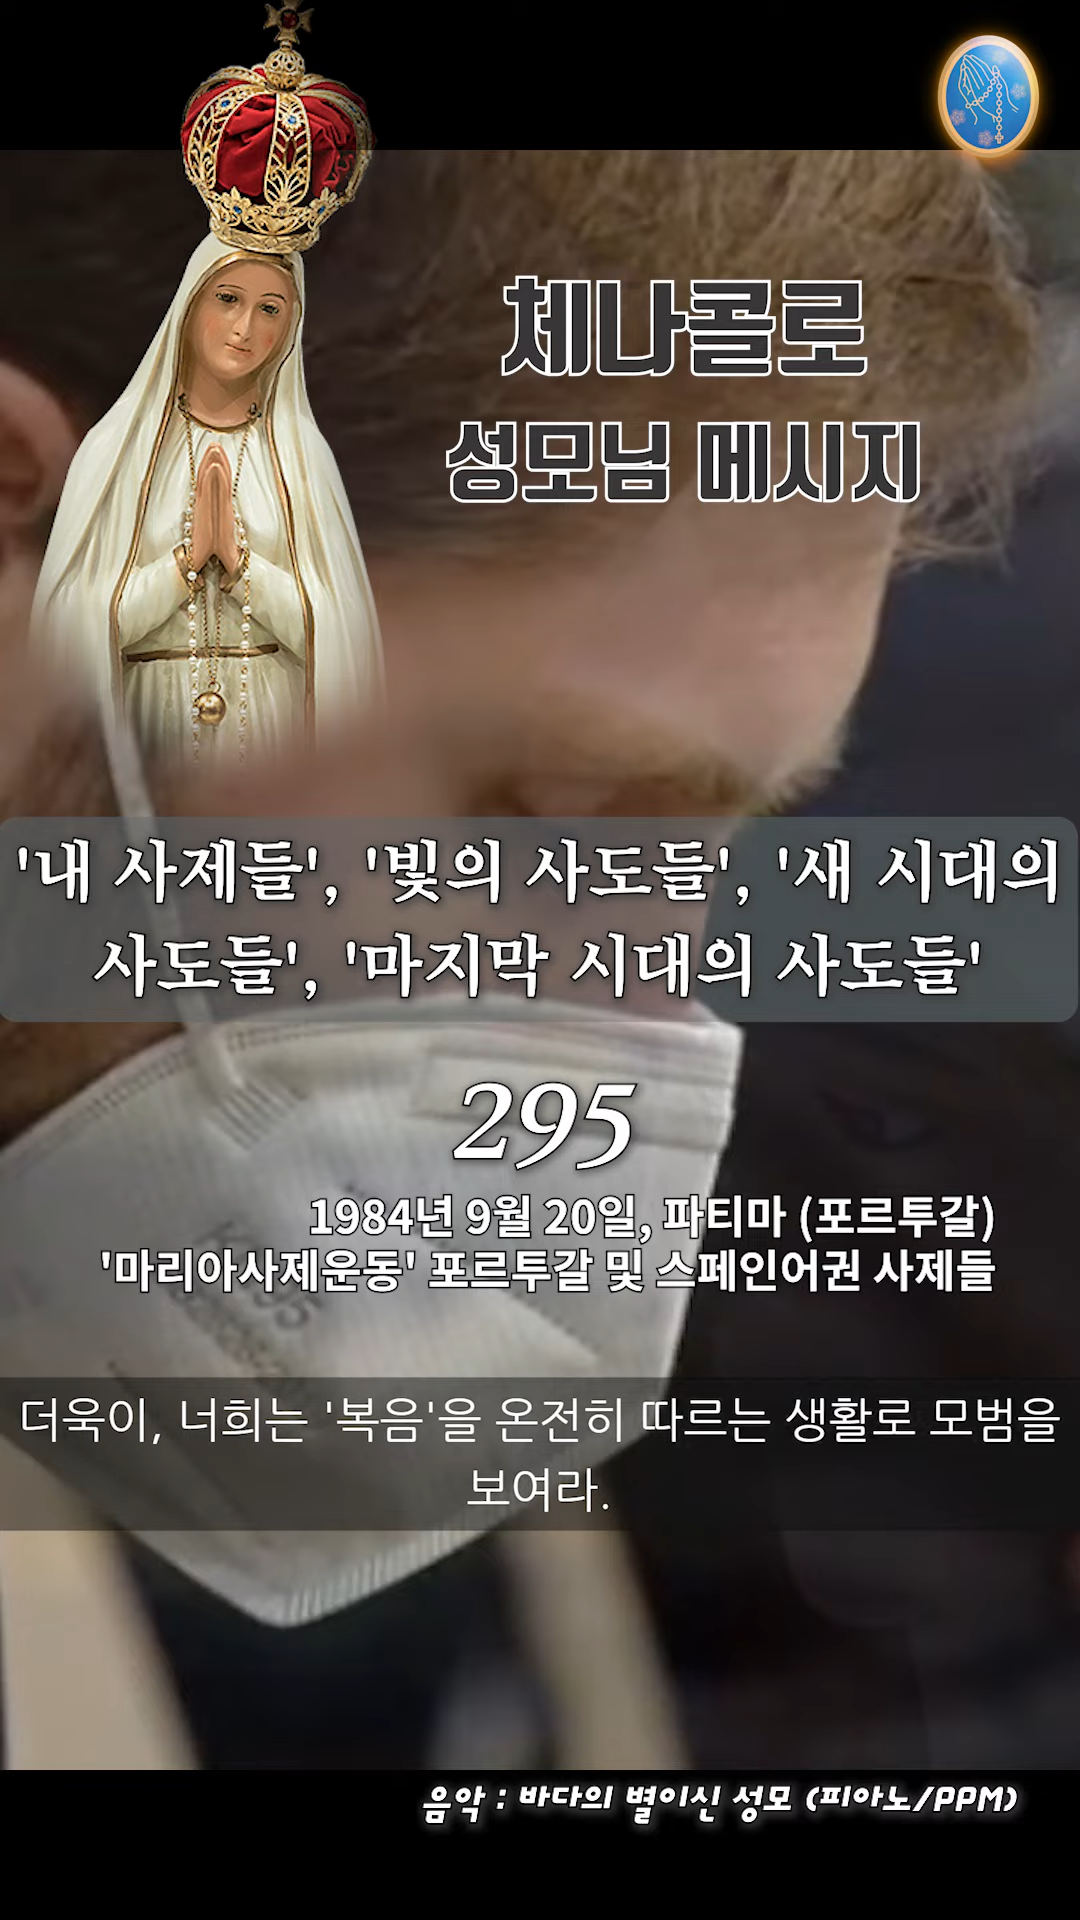 체나콜로
성모님 메시지
'내 사제들', '빛의 사도들', '새 시대의
사도들', '마지막 시대의 사도들'
295
1984년 9월 20일, 파티마 (포르투갈)
'마리아사제운동' 포르투갈 및 스페인어권 사제들
더욱이, 너희는 '복음'을 온전히 따르는 생활로 모범을
보여라.
음악 : 바다의 별이신 성모 (피아노/PPM)